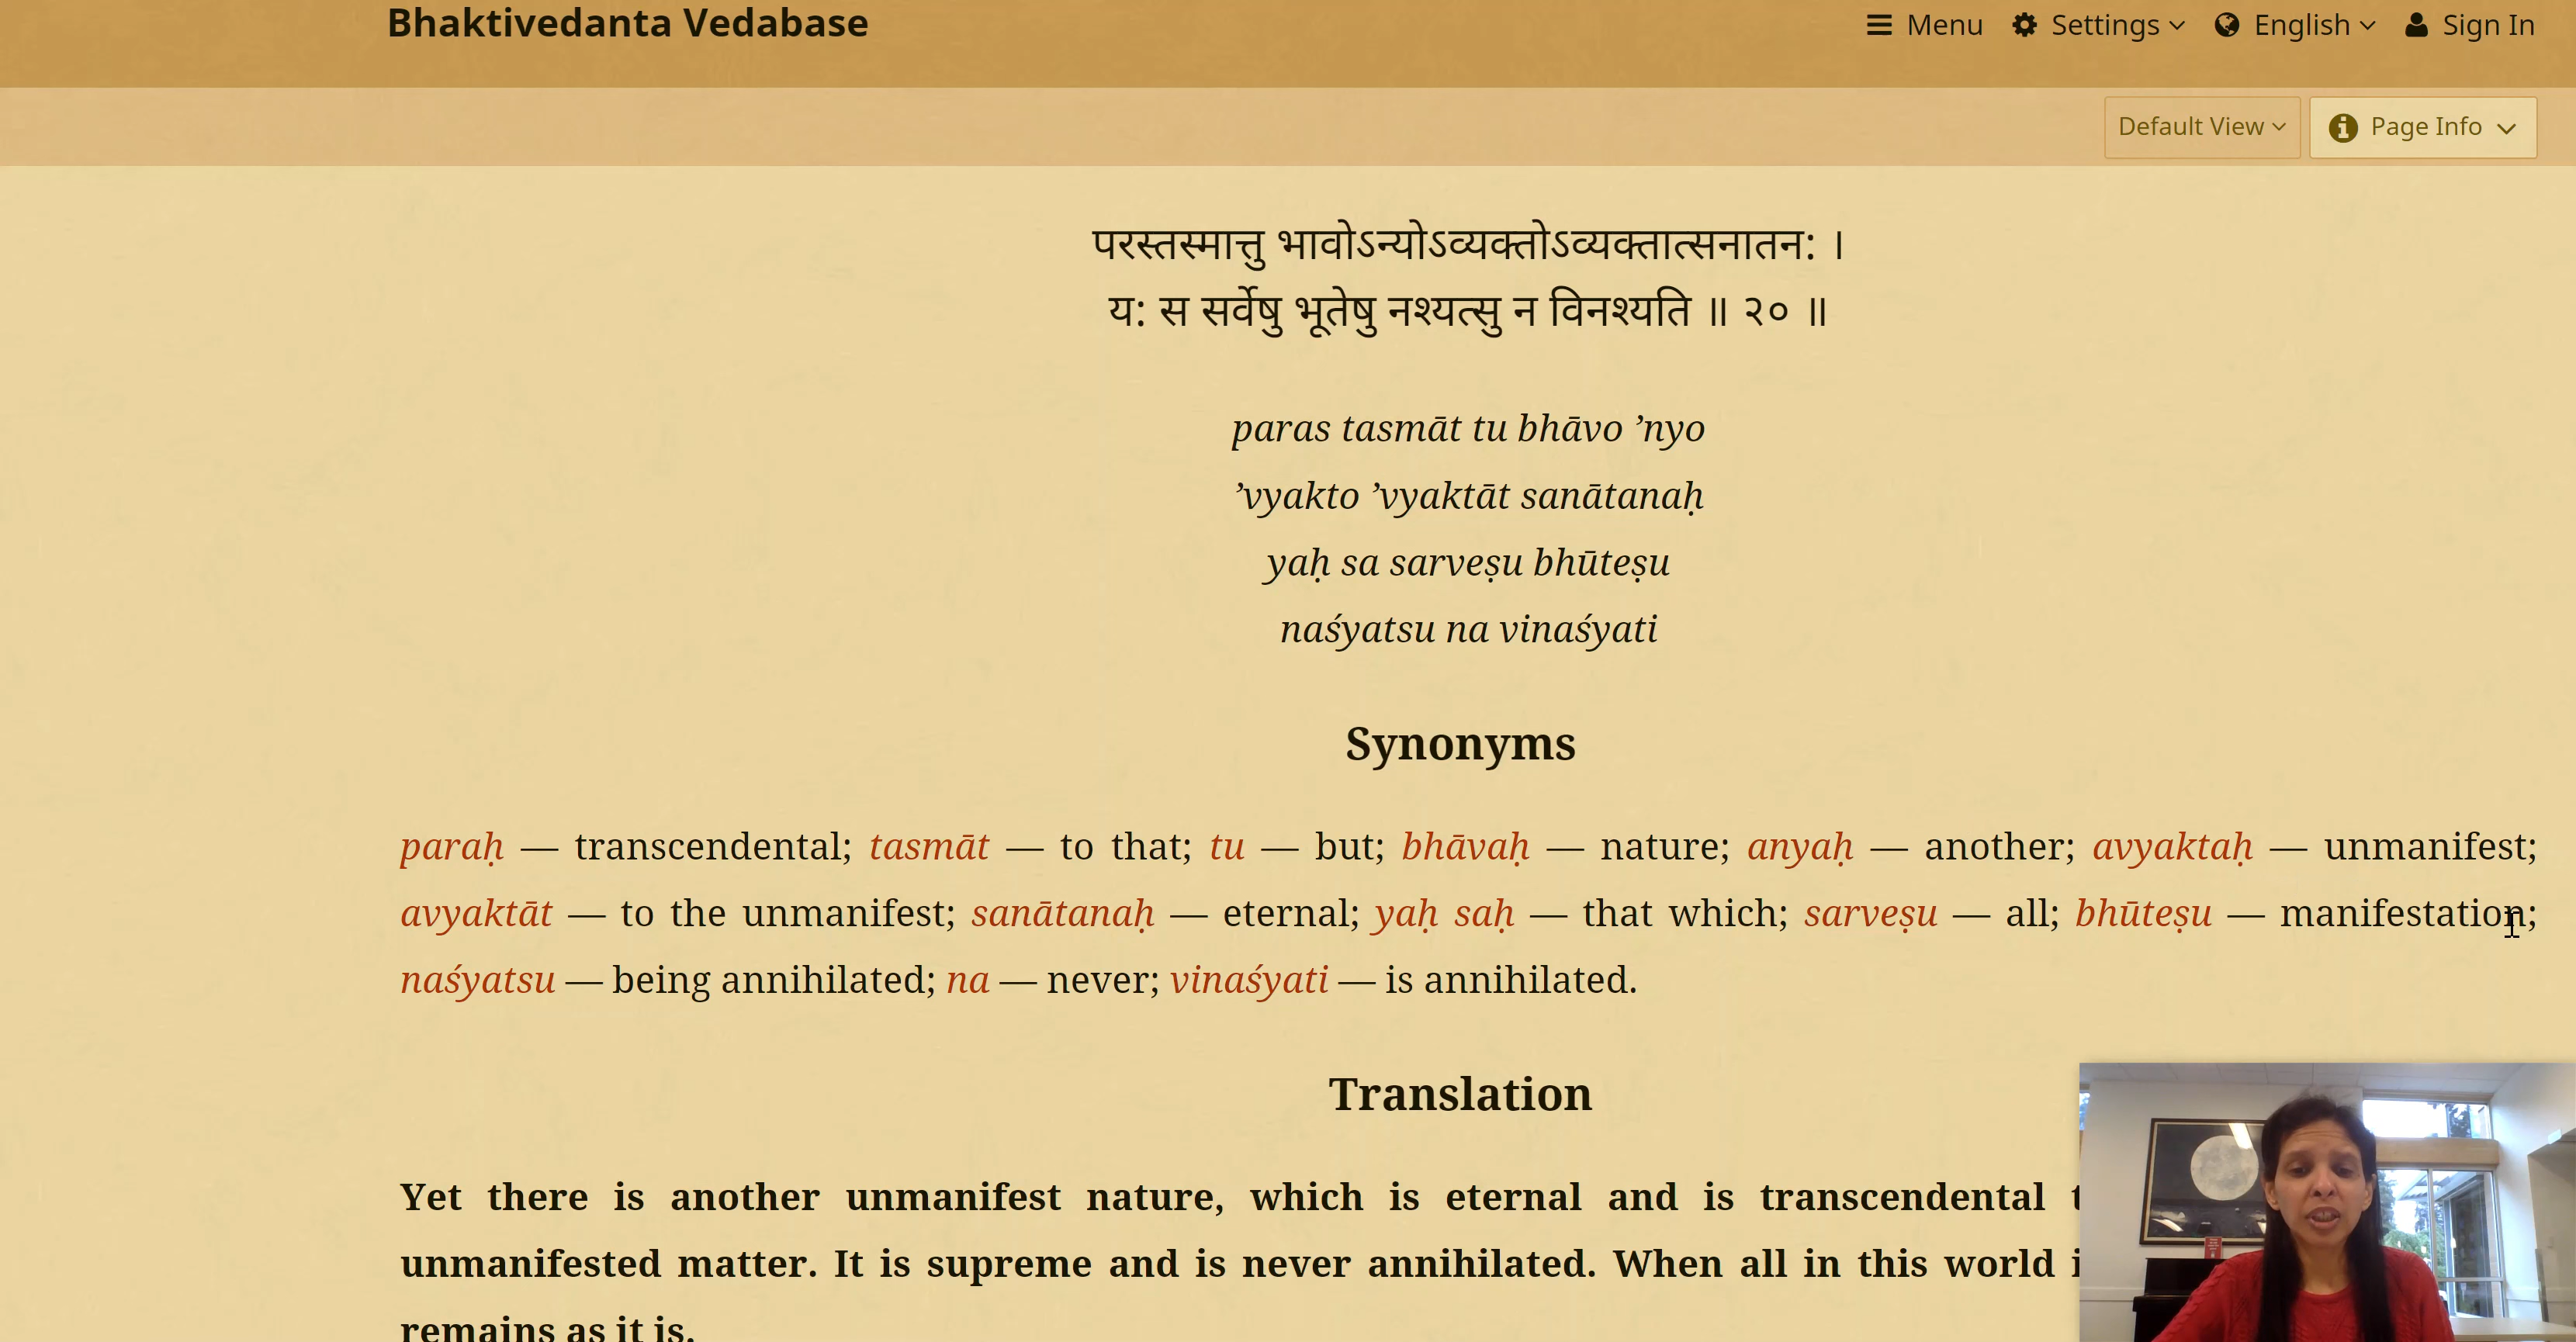 Bhaktivedanta Vedabase
Menu Settings English Sign In
Default View Page Info
परस्तस्मात्तु भावोऽन्योऽव्यक्तोऽव्यक्तात्सनातन: ।
य: स सर्वेषु भूतेषु नश्यत्सु न विनश्यति ॥ २० ॥
paras tasmāt tu bhāvo ’nyo
’vyakto ’vyaktāt sanātanaḥ
yaḥ sa sarveṣu bhūteṣu
naśyatsu na vinaśyati
Synonyms
paraḥ — transcendental; tasmāt — to that; tu — but; bhāvaḥ — nature; anyaḥ — another; avyaktaḥ — unmanifest;
avyaktāt — to the unmanifest; sanātanaḥ — eternal; yaḥ saḥ — that which; sarveṣu — all; bhūteṣu — manifestation;
naśyatsu — being annihilated; na — never; vinaśyati — is annihilated.
Translation
Yet there is another unmanifest nature, which is eternal and is transcendental
unmanifested matter. It is supreme and is never annihilated. When all in this world
remains as it is.